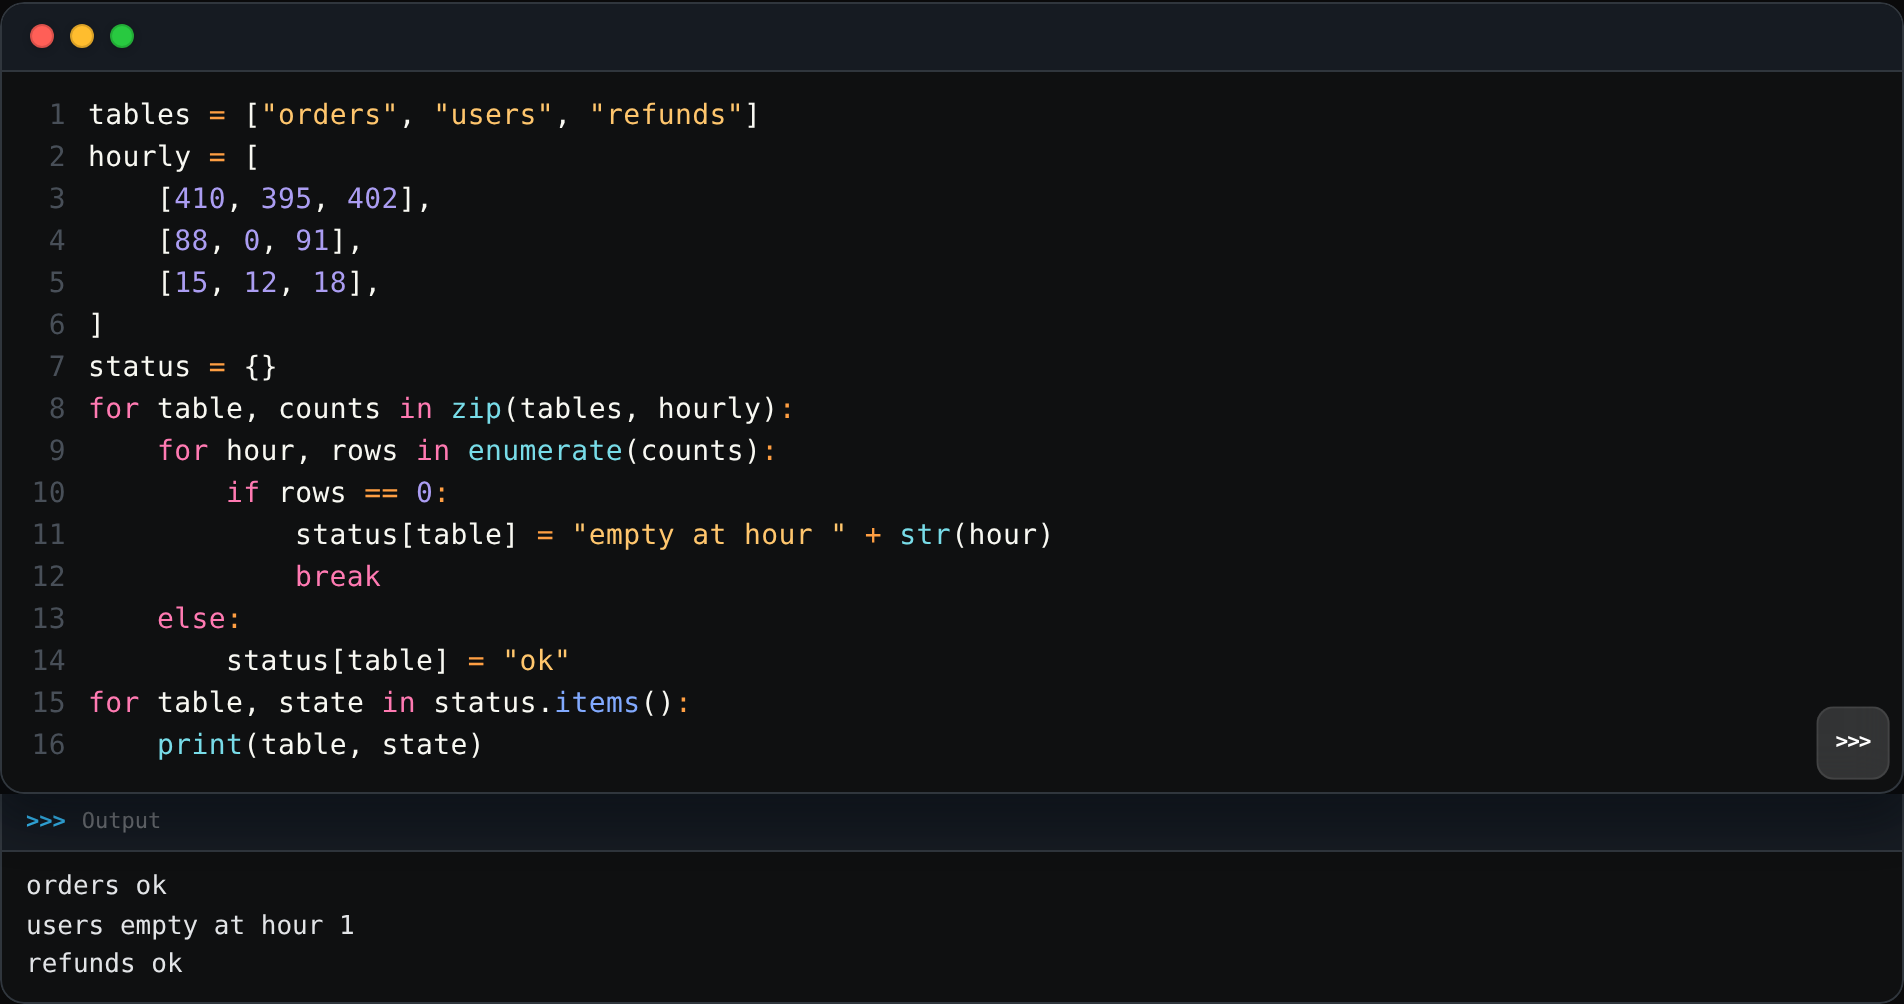 1 tables = ["orders", "users", "refunds"]
2 hourly = [
3     [410, 395, 402],
4     [88, 0, 91],
5     [15, 12, 18],
6 ]
7 status = {}
8 for table, counts in zip(tables, hourly):
9     for hour, rows in enumerate(counts):
10         if rows == 0:
11             status[table] = "empty at hour " + str(hour)
12             break
13     else:
14         status[table] = "ok"
15 for table, state in status.items():
16     print(table, state)
>>>
>>> Output
orders ok
users empty at hour 1
refunds ok